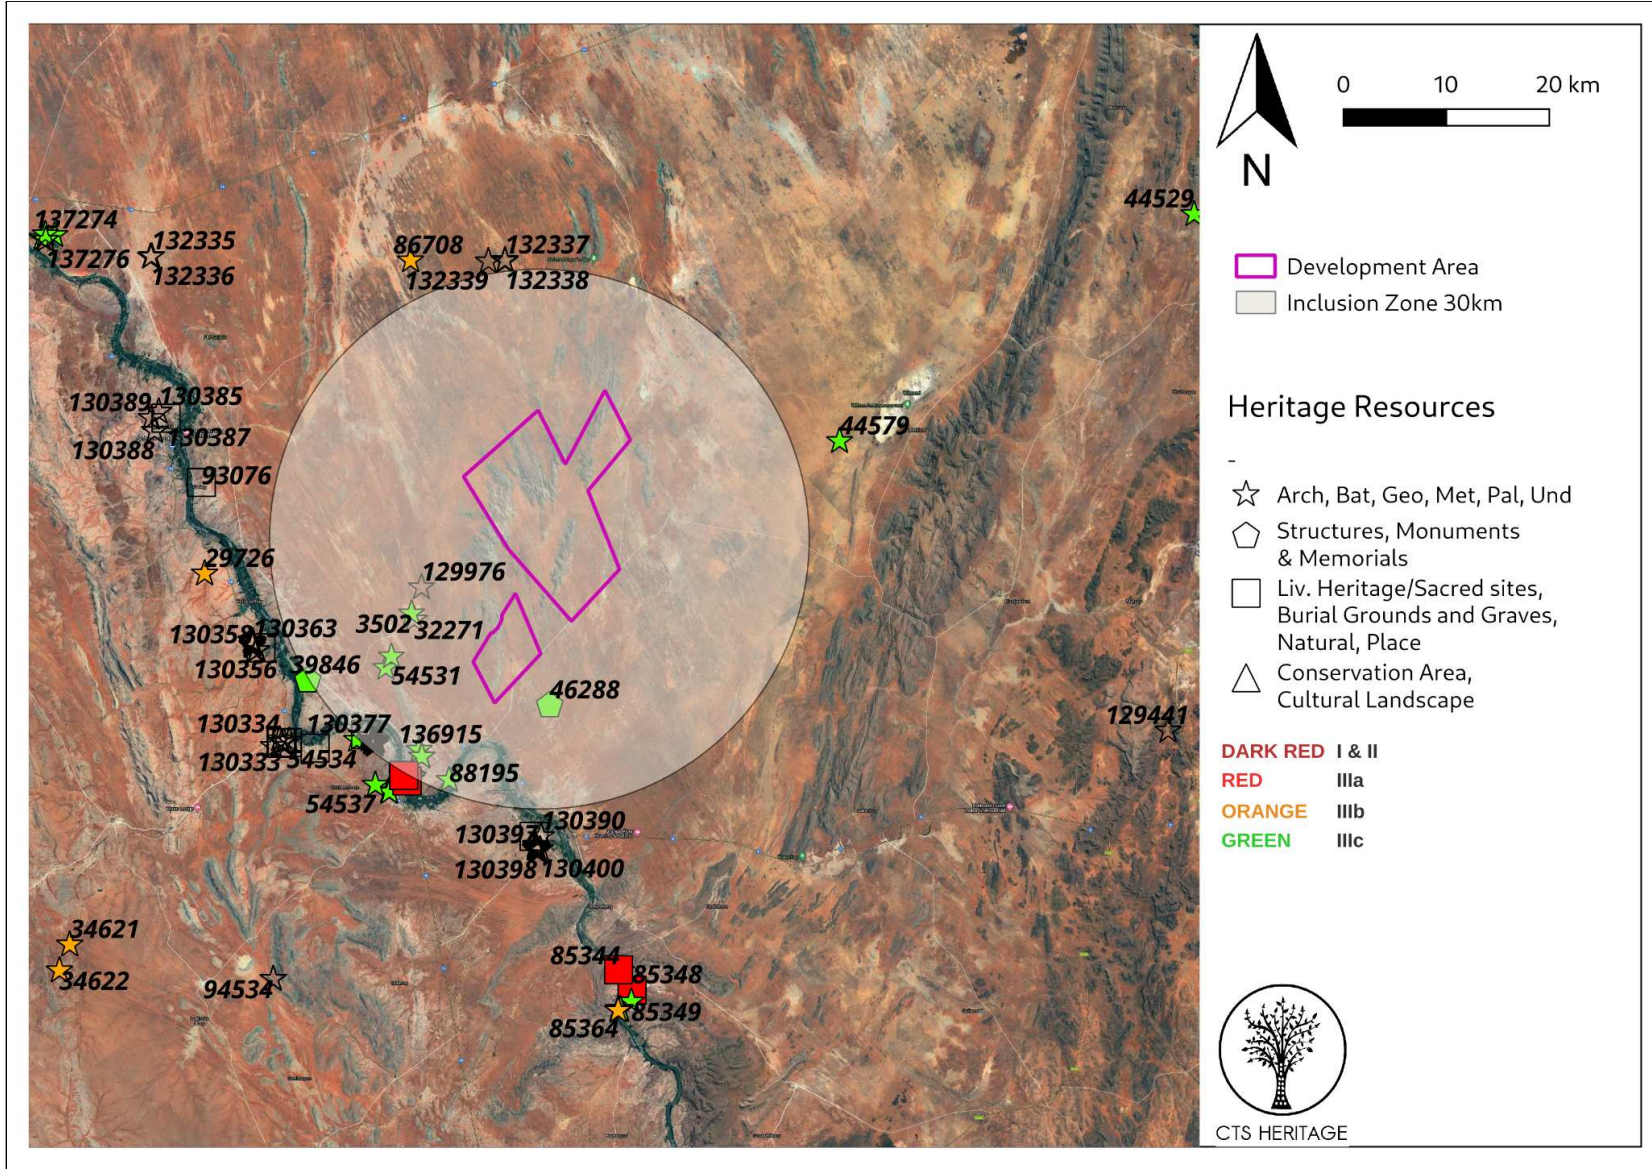 137274
137276
132335
132336
86708
132339
132337
132338
44529
130389
130385
130387
130388
93076
44579
29726
129976
3502
32271
54531
130359
130363
130356
39846
46288
130334
130377
130333
54534
136915
88195
54537
129441
130397
130390
130398
130400
34621
34622
94534
85344
85348
85349
85364
0 10 20 km
N
Development Area
Inclusion Zone 30km
Heritage Resources
-
Arch, Bat, Geo, Met, Pal, Und
Structures, Monuments
& Memorials
Liv. Heritage/Sacred sites,
Burial Grounds and Graves,
Natural, Place
Conservation Area,
Cultural Landscape
DARK RED I & II
RED IIIa
ORANGE IIIb
GREEN IIIc
CTS HERITAGE